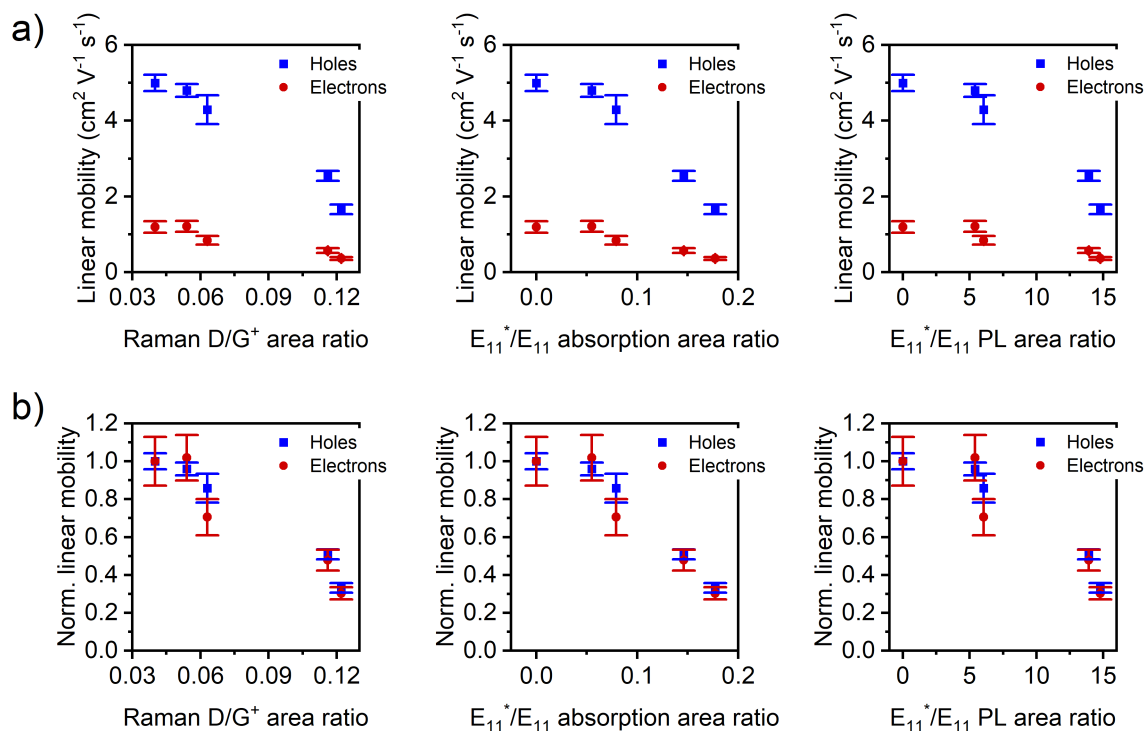 a)
Linear mobility (cm² V⁻¹ s⁻¹)
6
4
2
0
Holes
Electrons
0.03 0.06 0.09 0.12
Raman D/G⁺ area ratio
Linear mobility (cm² V⁻¹ s⁻¹)
6
4
2
0
Holes
Electrons
0.0 0.1 0.2
E₁₁*/E₁₁ absorption area ratio
Linear mobility (cm² V⁻¹ s⁻¹)
6
4
2
0
Holes
Electrons
0 5 10 15
E₁₁*/E₁₁ PL area ratio
b)
Norm. linear mobility
1.2
1.0
0.8
0.6
0.4
0.2
0.0
Holes
Electrons
0.03 0.06 0.09 0.12
Raman D/G⁺ area ratio
Norm. linear mobility
1.2
1.0
0.8
0.6
0.4
0.2
0.0
Holes
Electrons
0.0 0.1 0.2
E₁₁*/E₁₁ absorption area ratio
Norm. linear mobility
1.2
1.0
0.8
0.6
0.4
0.2
0.0
Holes
Electrons
0 5 10 15
E₁₁*/E₁₁ PL area ratio